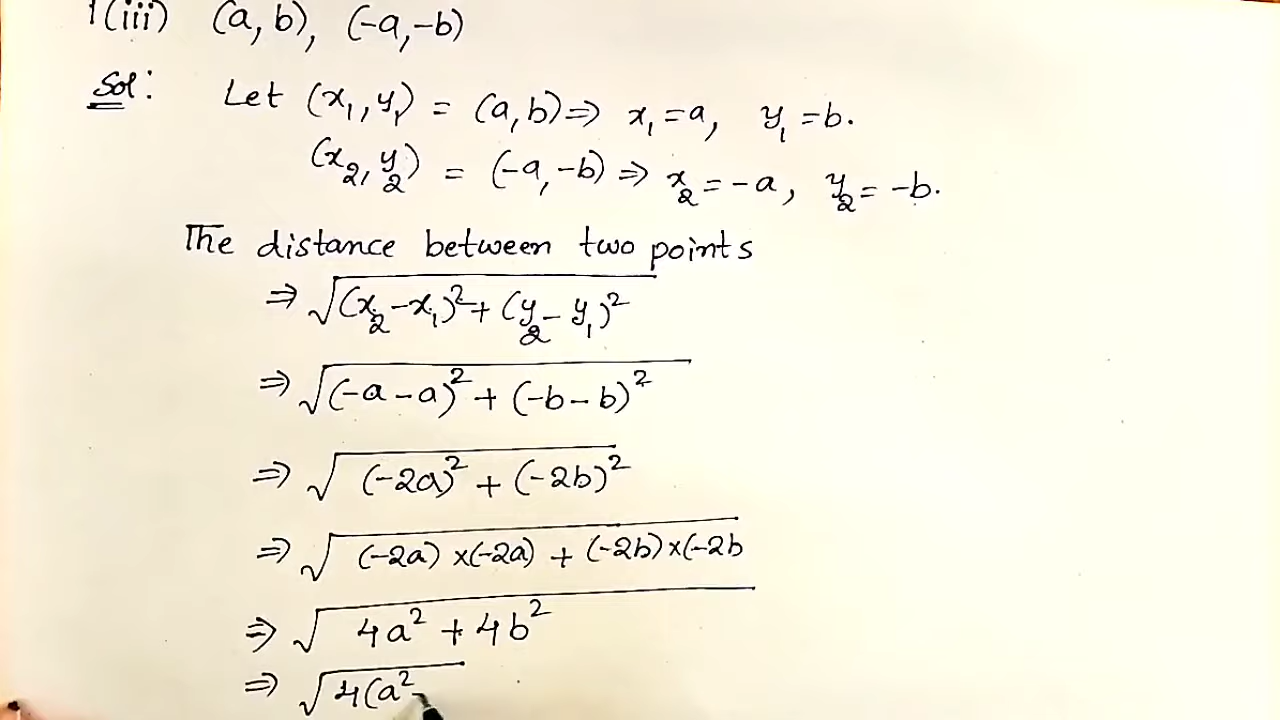 1(iii) (a, b), (-a, -b)
Sol: Let (x₁, y₁) = (a, b) ⇒ x₁ = a, y₁ = b.
(x₂, y₂) = (-a, -b) ⇒ x₂ = -a, y₂ = -b.
The distance between two points
⇒ √(x₂ - x₁)² + (y₂ - y₁)²
⇒ √(-a - a)² + (-b - b)²
⇒ √(-2a)² + (-2b)²
⇒ √(-2a) × (-2a) + (-2b) × (-2b
⇒ √4a² + 4b²
⇒ √4(a²